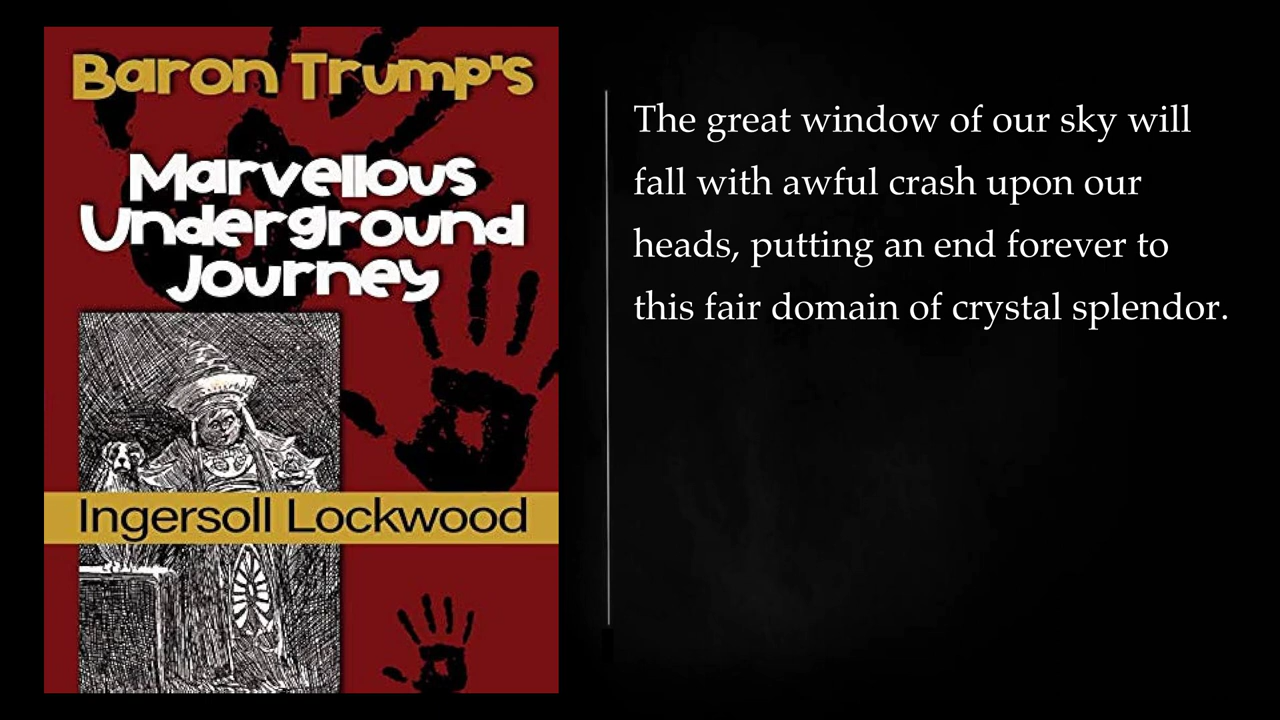 Baron Trump's
Marvellous
Underground
Journey
Ingersoll Lockwood
The great window of our sky will
fall with awful crash upon our
heads, putting an end forever to
this fair domain of crystal splendor.